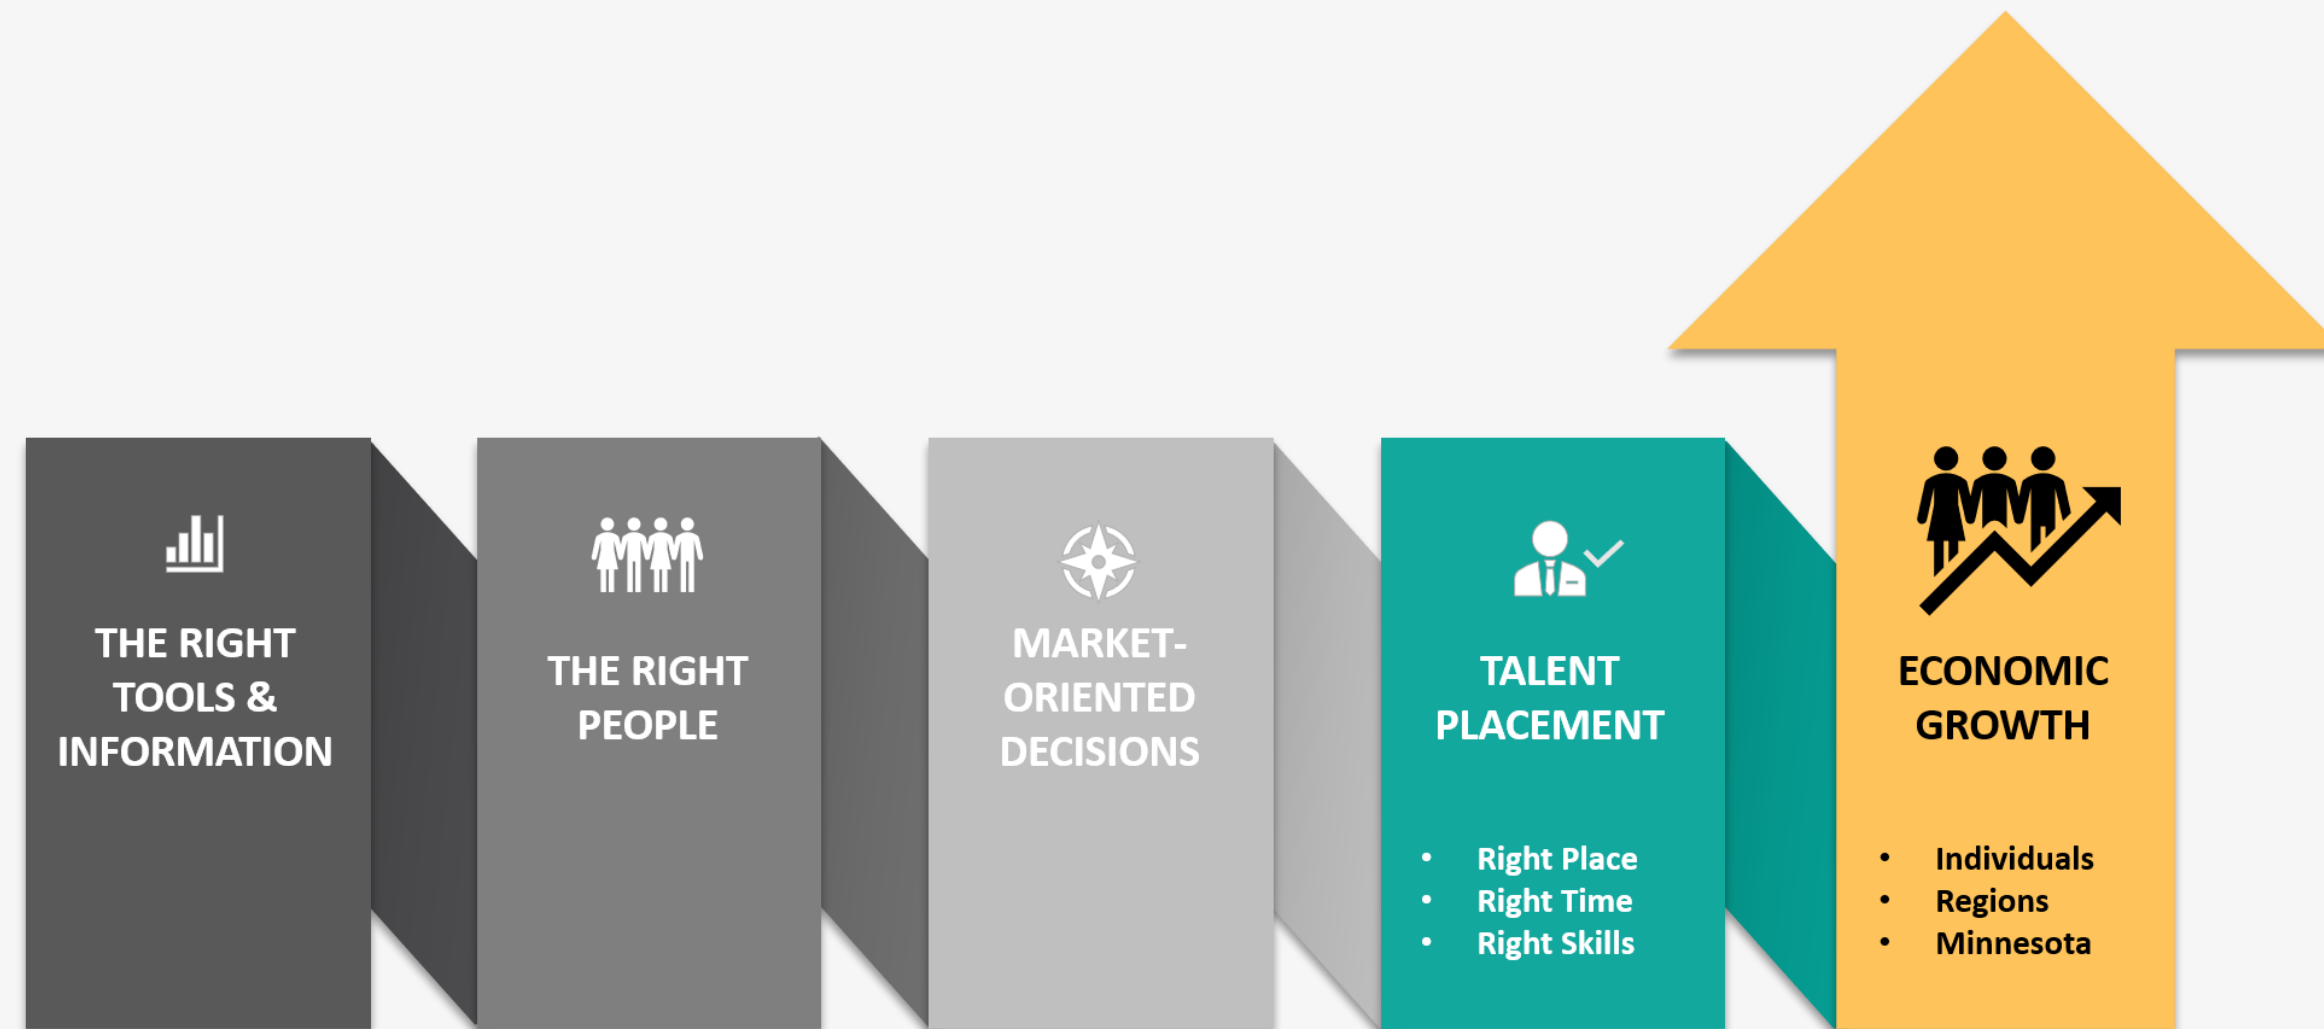 THE RIGHT
TOOLS &
INFORMATION
THE RIGHT
PEOPLE
MARKET-
ORIENTED
DECISIONS
TALENT
PLACEMENT
• Right Place
• Right Time
• Right Skills
ECONOMIC
GROWTH
• Individuals
• Regions
• Minnesota